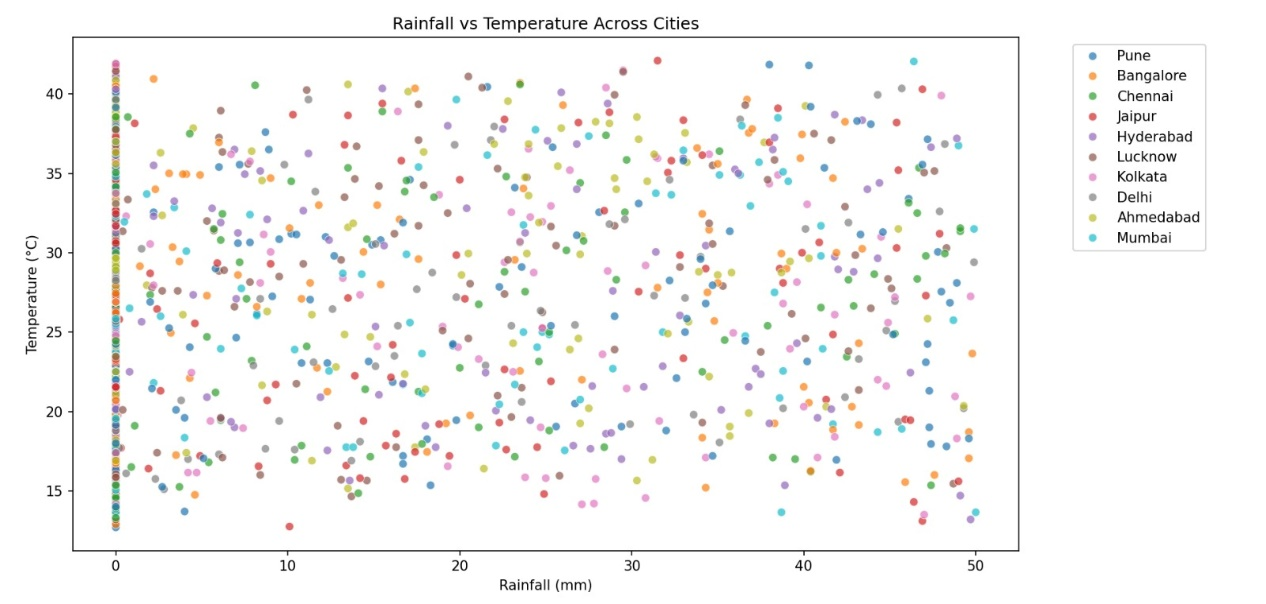 Rainfall vs Temperature Across Cities
Temperature (°C)
40
35
30
25
20
15
0 10 20 30 40 50
Rainfall (mm)
Pune
Bangalore
Chennai
Jaipur
Hyderabad
Lucknow
Kolkata
Delhi
Ahmedabad
Mumbai